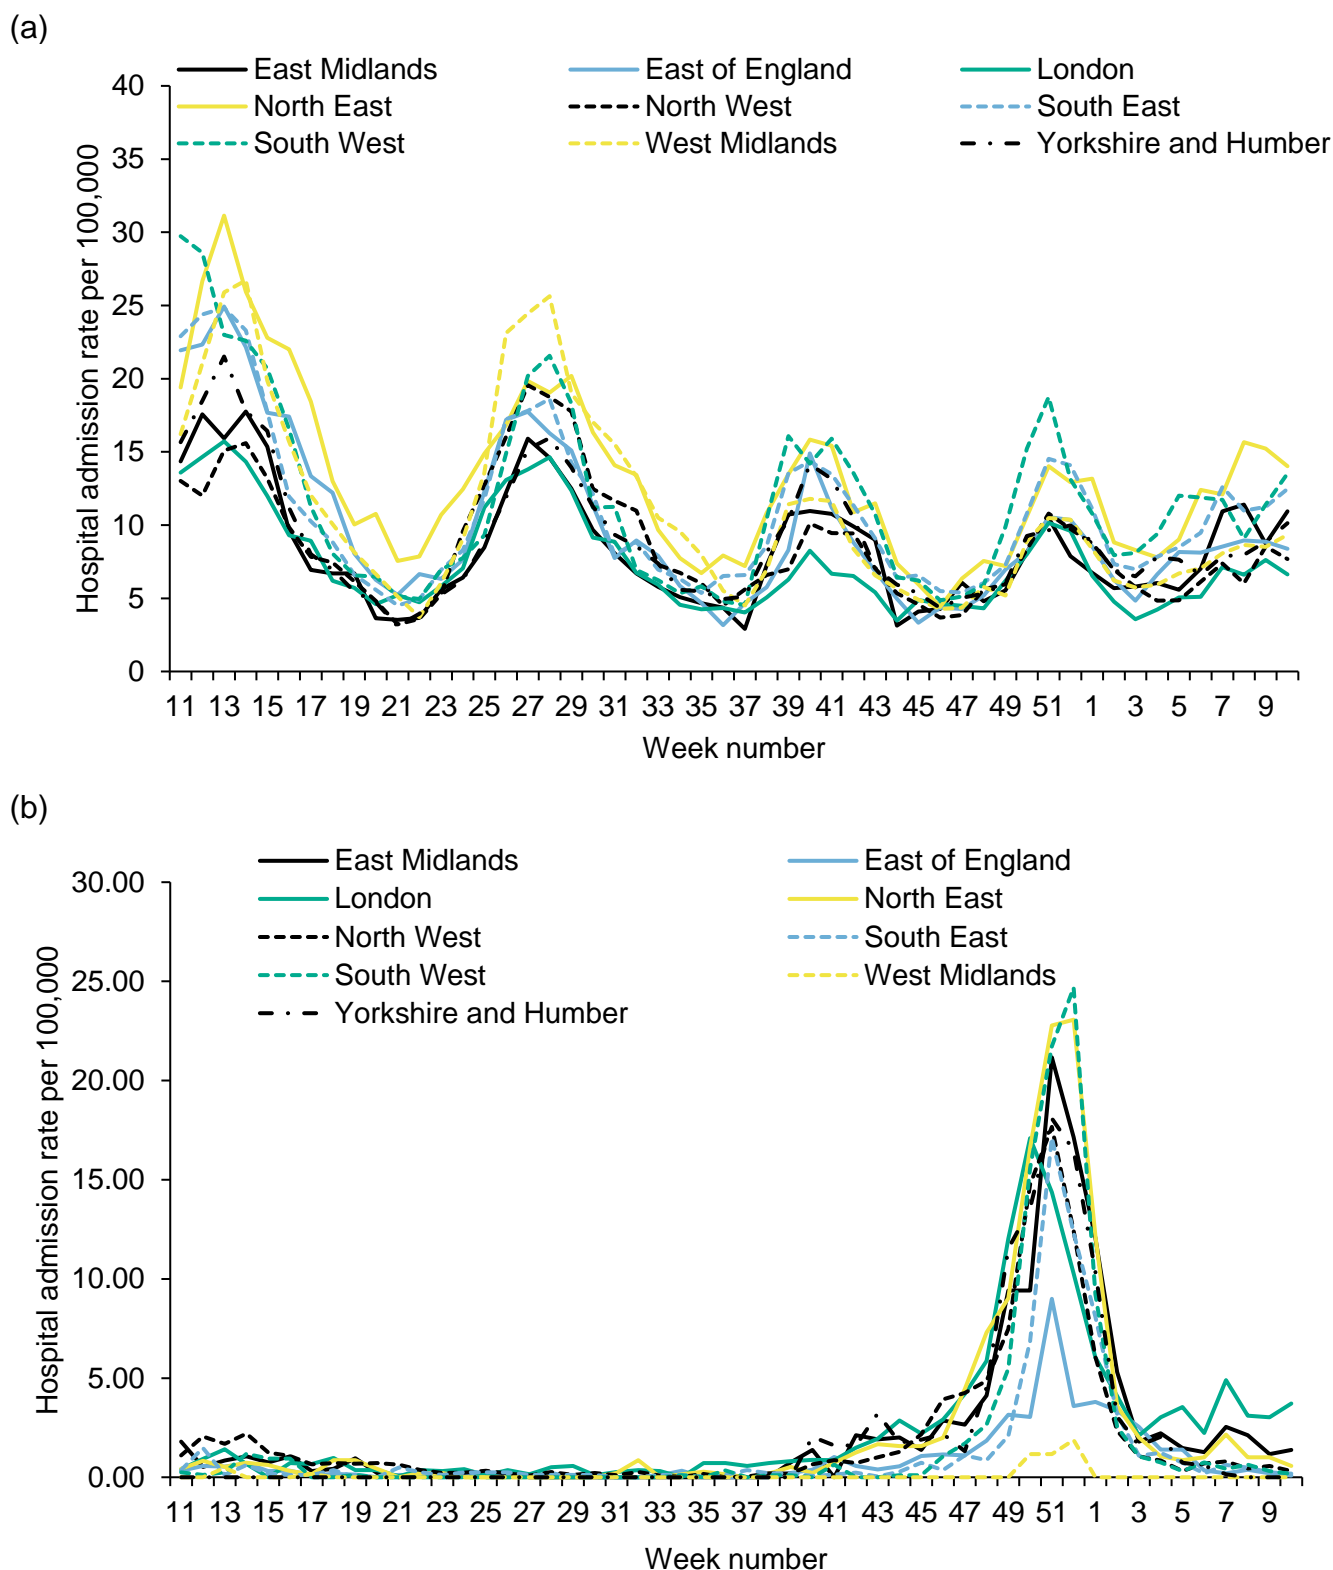 (a)
East Midlands East of England London
North East North West South East
South West West Midlands Yorkshire and Humber
40
35
30
25
20
15
10
5
0
Hospital admission rate per 100,000
11 13 15 17 19 21 23 25 27 29 31 33 35 37 39 41 43 45 47 49 51 1 3 5 7 9
Week number
(b)
East Midlands East of England
London North East
North West South East
South West West Midlands
Yorkshire and Humber
30.00
25.00
20.00
15.00
10.00
5.00
0.00
Hospital admission rate per 100,000
11 13 15 17 19 21 23 25 27 29 31 33 35 37 39 41 43 45 47 49 51 1 3 5 7 9
Week number